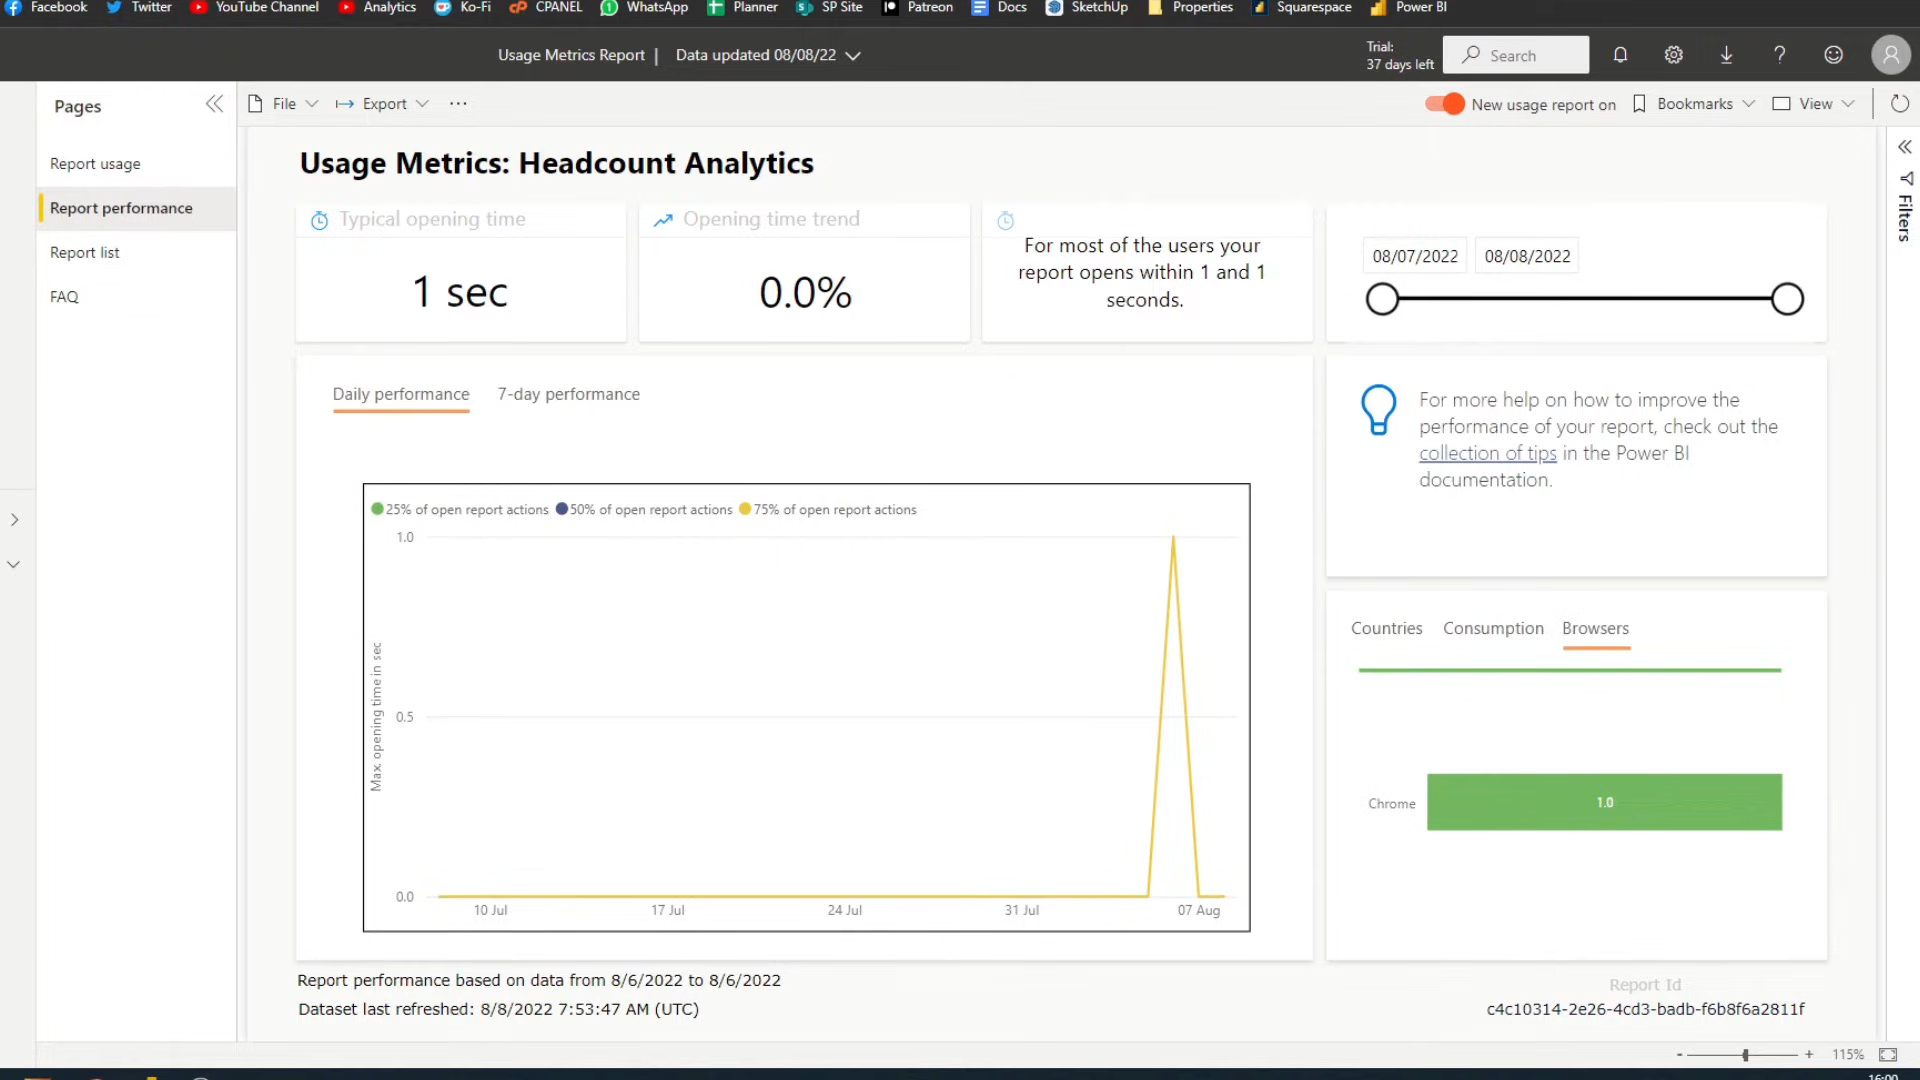 Facebook Twitter YouTube Channel Analytics Ko-Fi CPANEL WhatsApp Planner SP Site Patreon Docs SketchUp Properties Squarespace Power BI
Usage Metrics Report | Data updated 08/08/22
Trial:
37 days left
Search
Pages
File Export ...
New usage report on Bookmarks View
Report usage
Report performance
Report list
FAQ
Filters
Usage Metrics: Headcount Analytics
Typical opening time
1 sec
Opening time trend
0.0%
For most of the users your
report opens within 1 and 1
seconds.
08/07/2022 08/08/2022
Daily performance 7-day performance
25% of open report actions 50% of open report actions 75% of open report actions
Max. opening time in sec
1.0
0.5
0.0
10 Jul 17 Jul 24 Jul 31 Jul 07 Aug
For more help on how to improve the
performance of your report, check out the
collection of tips in the Power BI
documentation.
Countries Consumption Browsers
Chrome 1.0
Report performance based on data from 8/6/2022 to 8/6/2022
Dataset last refreshed: 8/8/2022 7:53:47 AM (UTC)
Report Id
c4c10314-2e26-4cd3-badb-f6b8f6a2811f
- + 115%
16:00